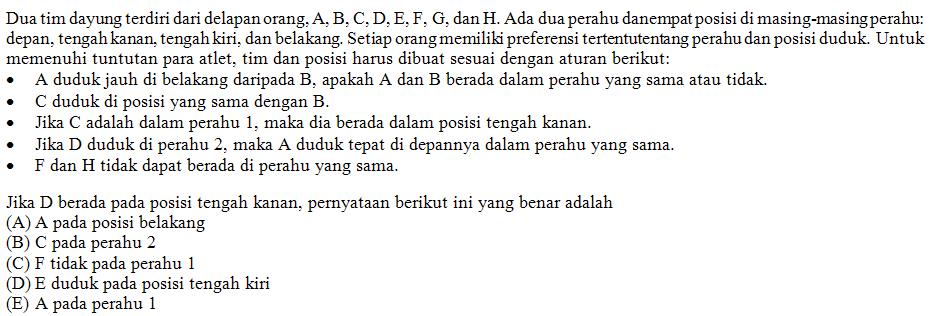 Dua tim dayung terdiri dari delapan orang, A, B, C, D, E, F, G, dan H. Ada dua perahu danempat posisi di masing-masing perahu:
depan, tengah kanan, tengah kiri, dan belakang. Setiap orang memiliki preferensi tertentutentang perahu dan posisi duduk. Untuk
memenuhi tuntutan para atlet, tim dan posisi harus dibuat sesuai dengan aturan berikut:
• A duduk jauh di belakang daripada B, apakah A dan B berada dalam perahu yang sama atau tidak.
• C duduk di posisi yang sama dengan B.
• Jika C adalah dalam perahu 1, maka dia berada dalam posisi tengah kanan.
• Jika D duduk di perahu 2, maka A duduk tepat di depannya dalam perahu yang sama.
• F dan H tidak dapat berada di perahu yang sama.
Jika D berada pada posisi tengah kanan, pernyataan berikut ini yang benar adalah
(A) A pada posisi belakang
(B) C pada perahu 2
(C) F tidak pada perahu 1
(D) E duduk pada posisi tengah kiri
(E) A pada perahu 1